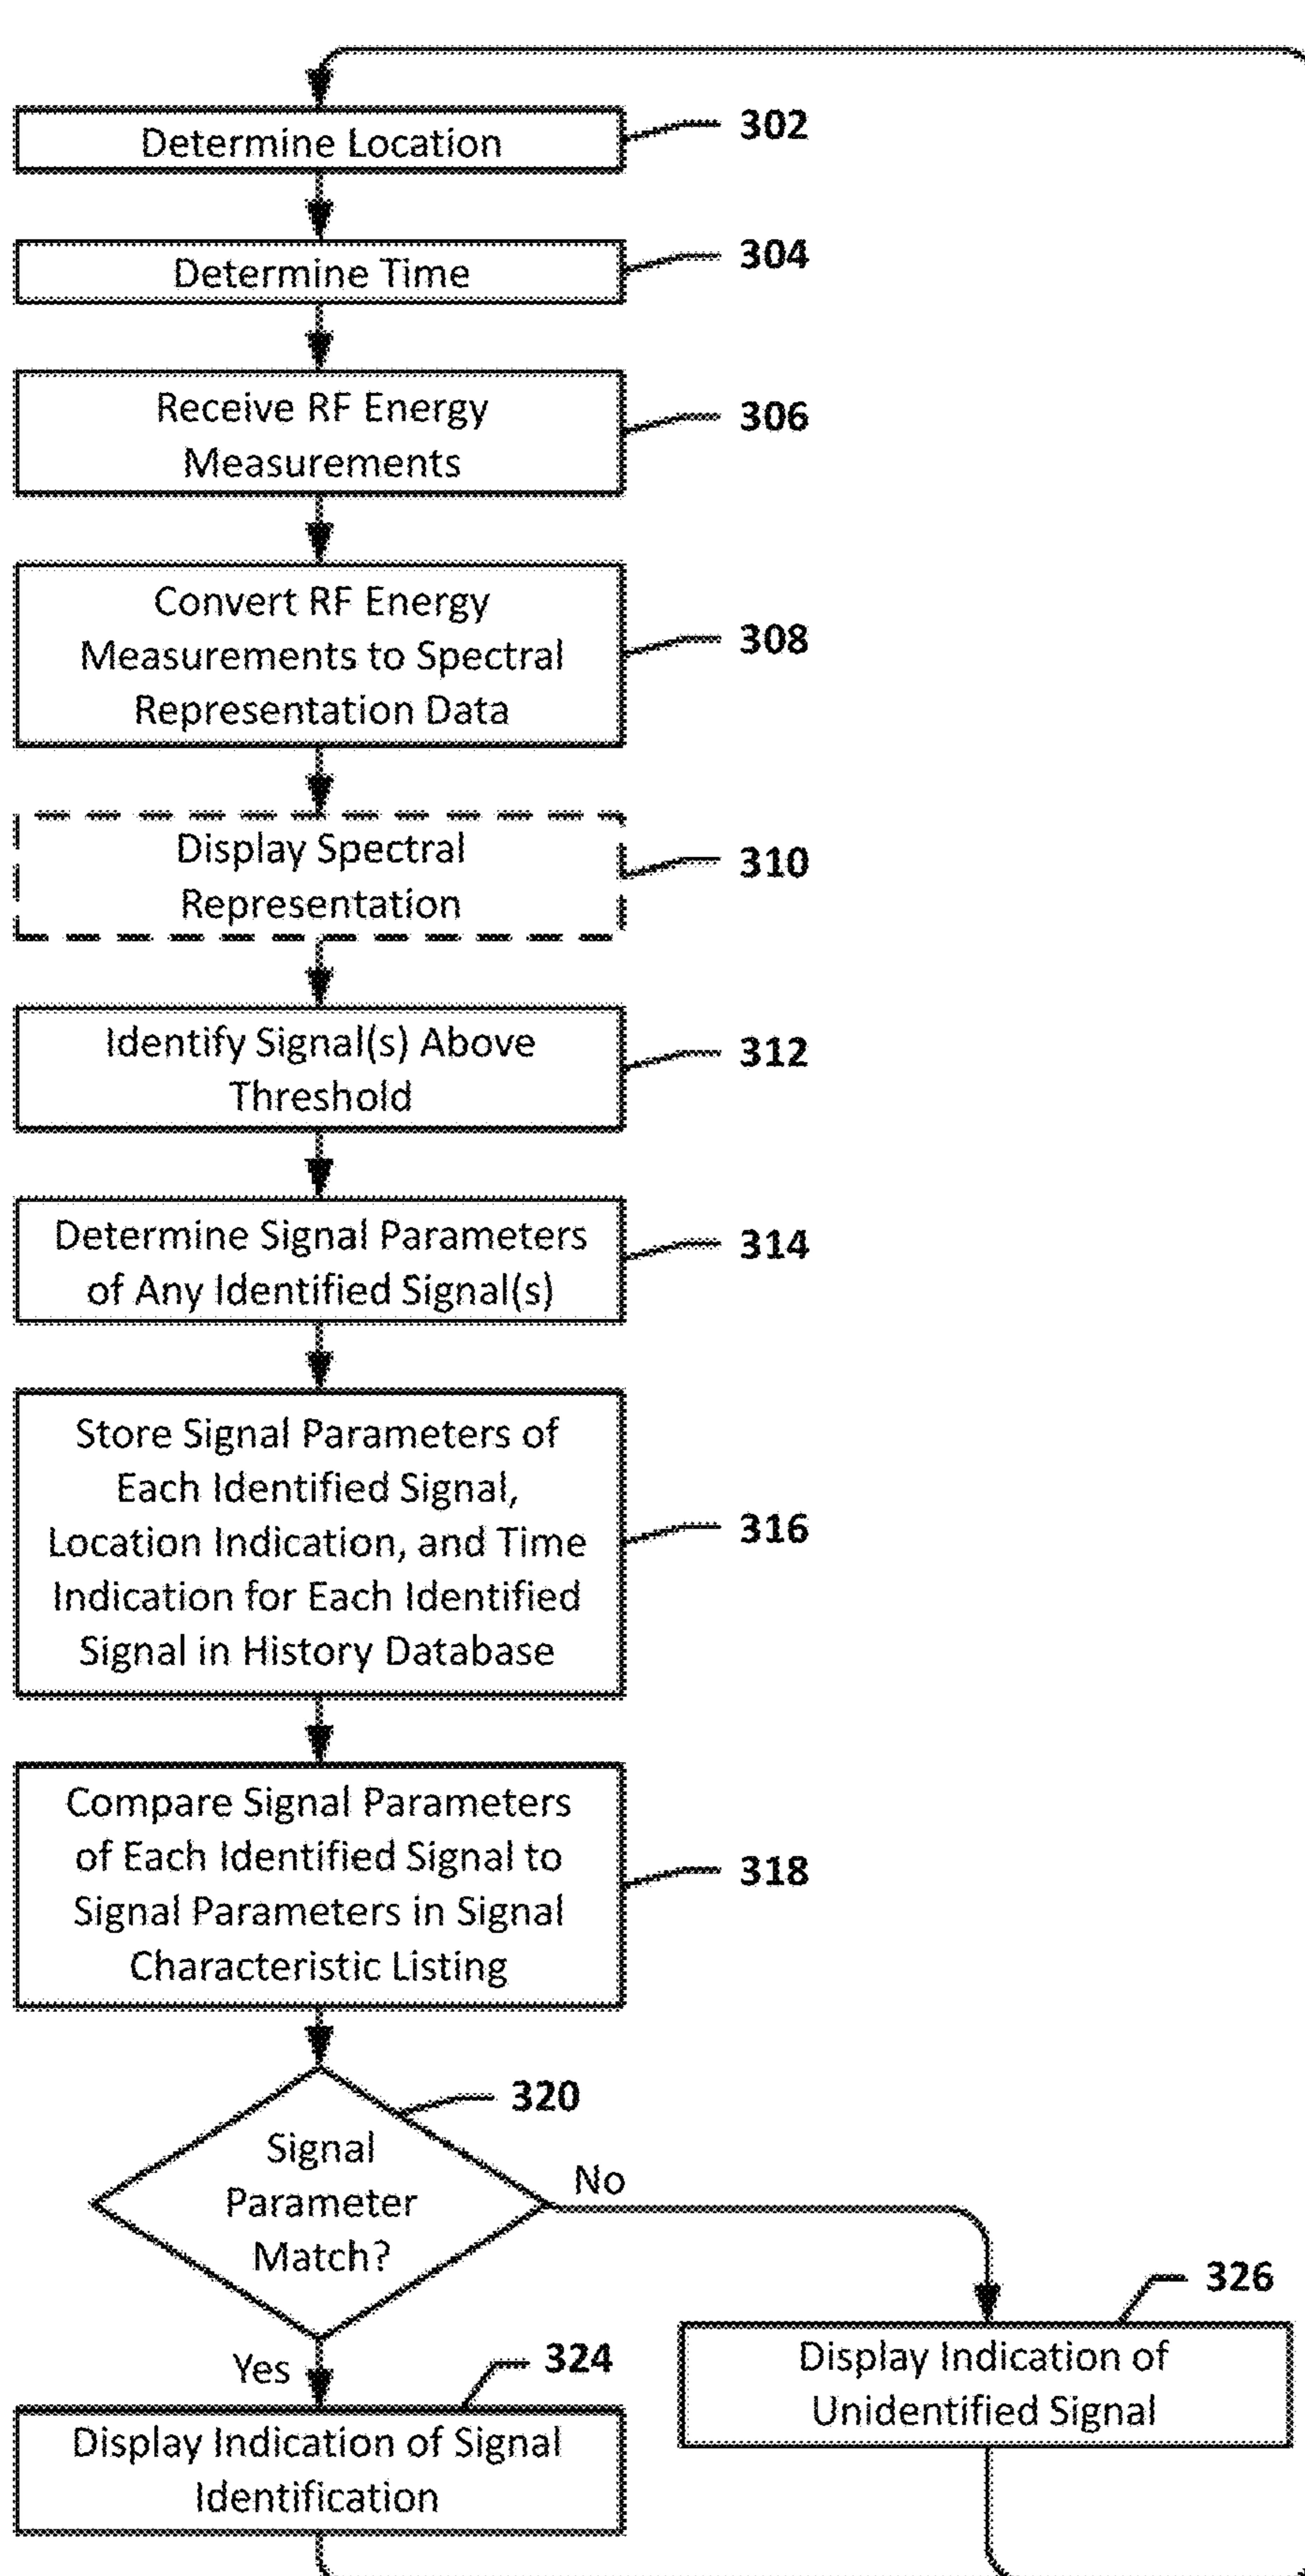 Determine Location
302
Determine Time
304
Receive RF Energy
Measurements
306
Convert RF Energy
Measurements to Spectral
Representation Data
308
Display Spectral
Representation
310
Identify Signal(s) Above
Threshold
312
Determine Signal Parameters
of Any Identified Signal(s)
314
Store Signal Parameters of
Each Identified Signal,
Location Indication, and Time
Indication for Each Identified
Signal in History Database
316
Compare Signal Parameters
of Each Identified Signal to
Signal Parameters in Signal
Characteristic Listing
318
320
Signal
Parameter
Match?
No
Yes
324
Display Indication of Signal
Identification
326
Display Indication of
Unidentified Signal